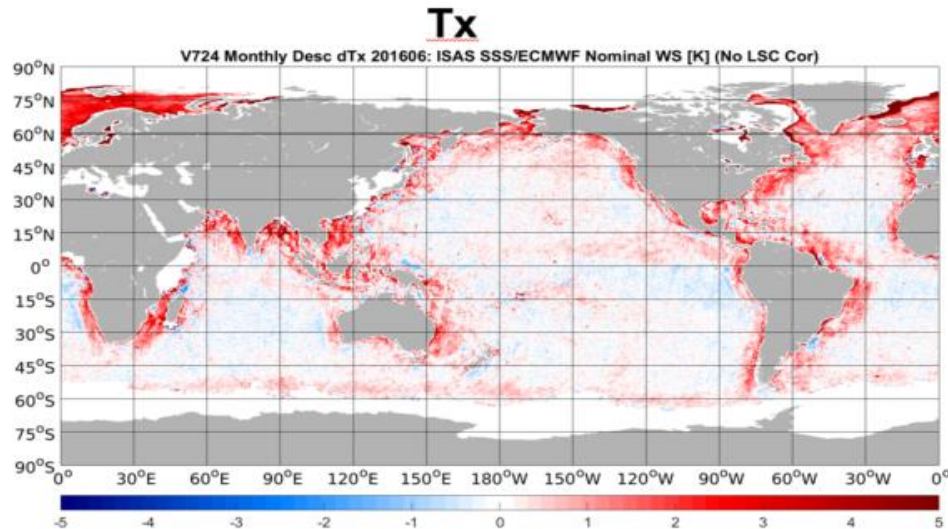 Tx
V724 Monthly Desc dTx 201606: ISAS SSS/ECMWF Nominal WS [K] (No LSC Cor)
90°N
75°N
60°N
45°N
30°N
15°N
0°
15°S
30°S
45°S
60°S
75°S
90°S
0° 30°E 60°E 90°E 120°E 150°E 180°W 150°W 120°W 90°W 60°W 30°W 0°
-5 -4 -3 -2 -1 0 1 2 3 4